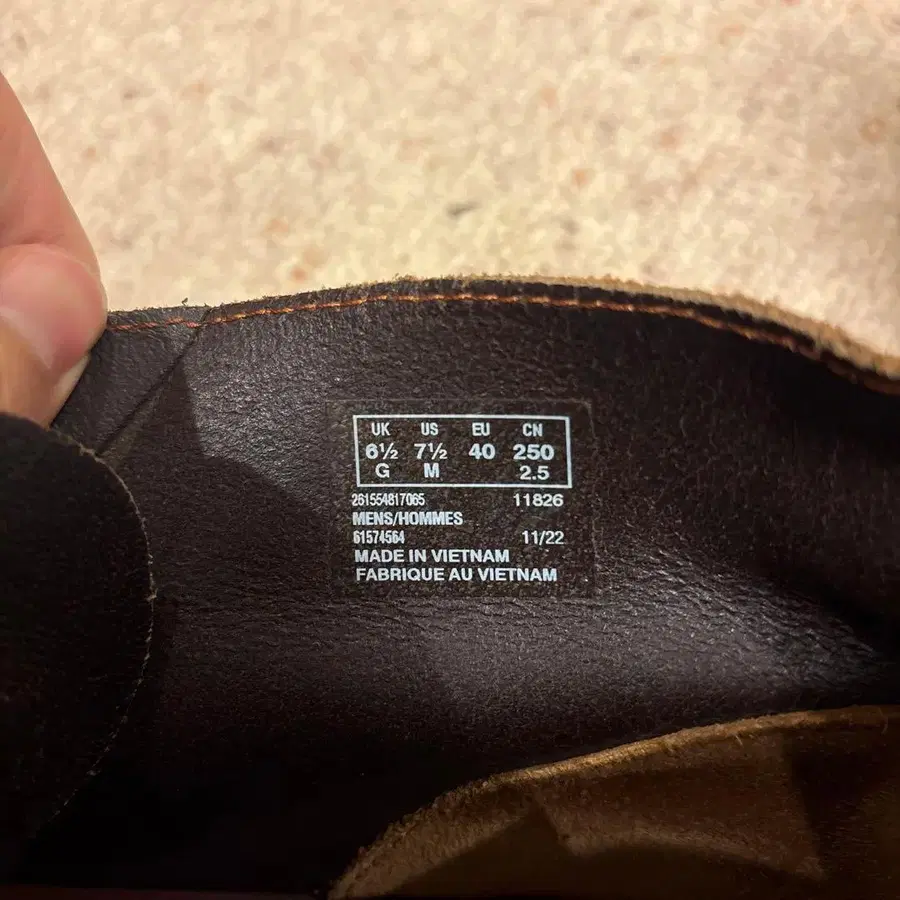 UK US EU CN
6½ 7½ 40 250
G M 2.5
261554817065 11826
MENS/HOMMES
61574564 11/22
MADE IN VIETNAM
FABRIQUE AU VIETNAM